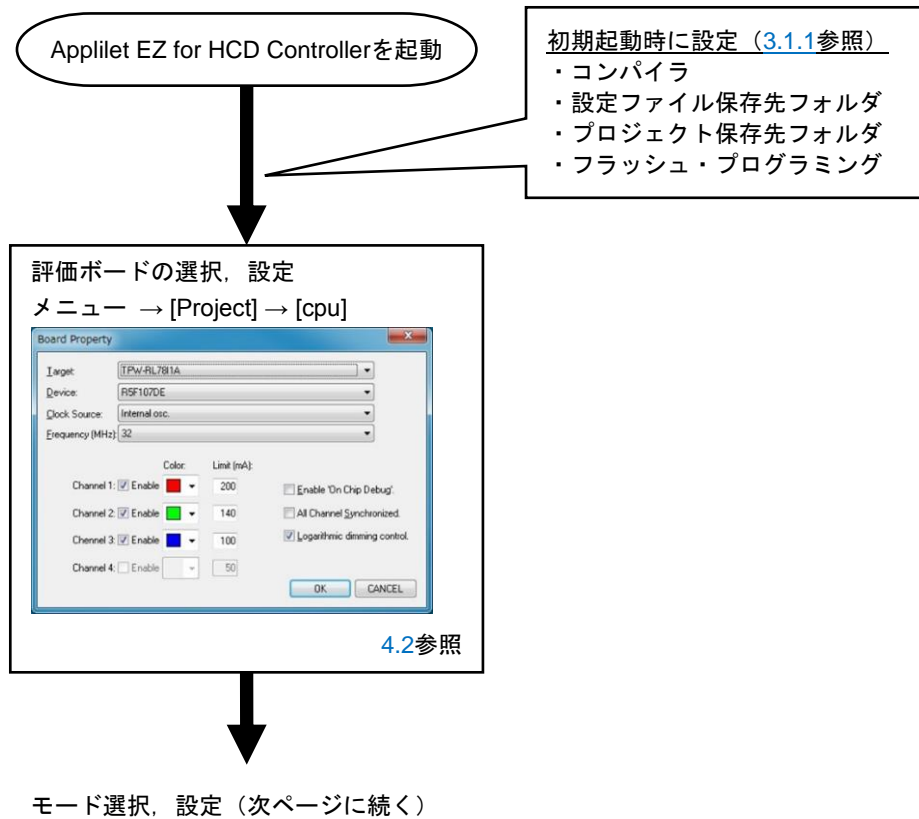 Applilet EZ for HCD Controllerを起動
初期起動時に設定（3.1.1参照）
・コンパイラ
・設定ファイル保存先フォルダ
・プロジェクト保存先フォルダ
・フラッシュ・プログラミング
評価ボードの選択，設定
メニュー → [Project] → [cpu]
Board Property
Target: TPW-RL78I1A
Device: R5F107DE
Clock Source: Internal osc.
Frequency (MHz): 32
Color: Limit (mA):
Channel 1: Enable 200 Enable 'On Chip Debug'.
Channel 2: Enable 140 All Channel Synchronized.
Chennel 3: Enable 100 Logarithmic dimming control.
Channel 4: Enable 50
OK CANCEL
4.2参照
モード選択，設定（次ページに続く）